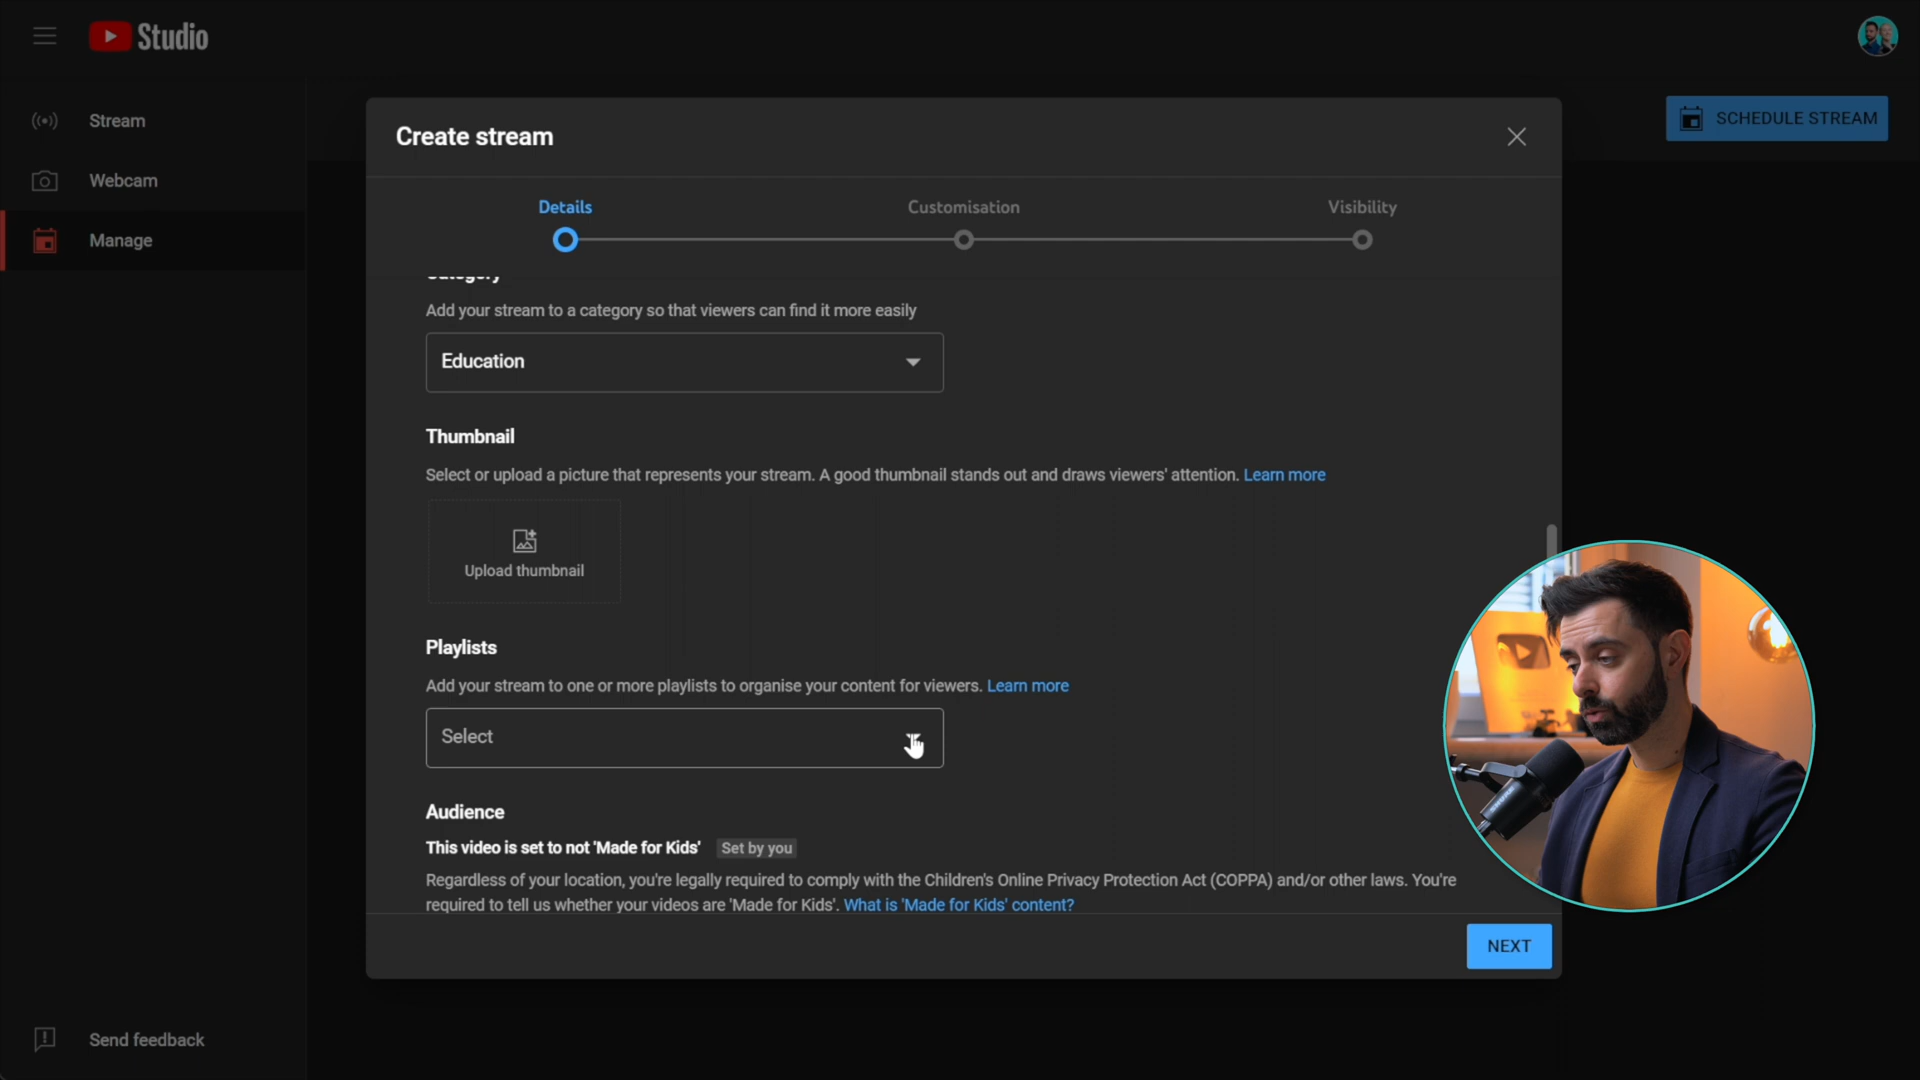 Studio
Stream
Webcam
Manage
SCHEDULE STREAM
Create stream
Details
Customisation
Visibility
Category
Add your stream to a category so that viewers can find it more easily
Education
Thumbnail
Select or upload a picture that represents your stream. A good thumbnail stands out and draws viewers' attention. Learn more
Upload thumbnail
Playlists
Add your stream to one or more playlists to organise your content for viewers. Learn more
Select
Audience
This video is set to not 'Made for Kids' Set by you
Regardless of your location, you're legally required to comply with the Children's Online Privacy Protection Act (COPPA) and/or other laws. You're
required to tell us whether your videos are 'Made for Kids'. What is 'Made for Kids' content?
NEXT
Send feedback